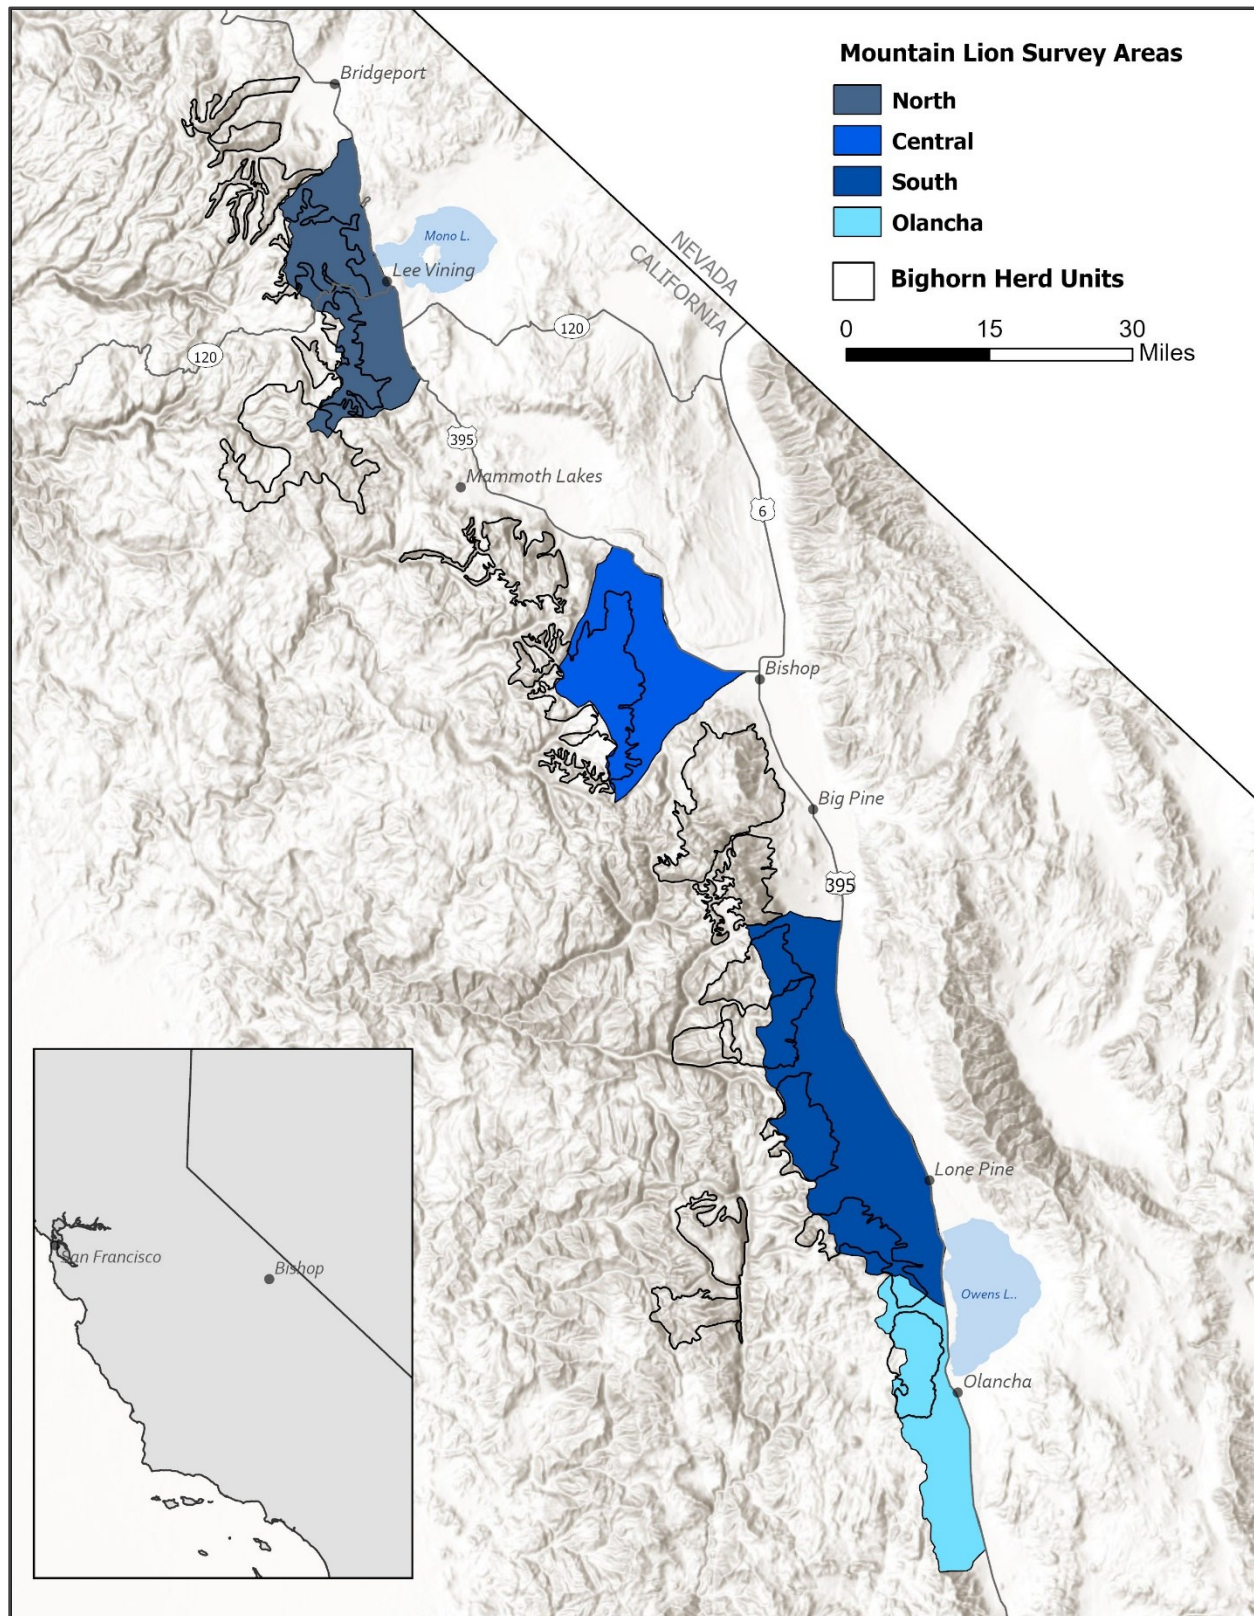 Mountain Lion Survey Areas
North
Central
South
Olancha
Bighorn Herd Units
0 15 30
Miles
Bridgeport
Mono L.
Lee Vining
NEVADA
CALIFORNIA
120
120
395
Mammoth Lakes
6
Bishop
Big Pine
395
Lone Pine
Owens L..
Olancha
San Francisco
Bishop